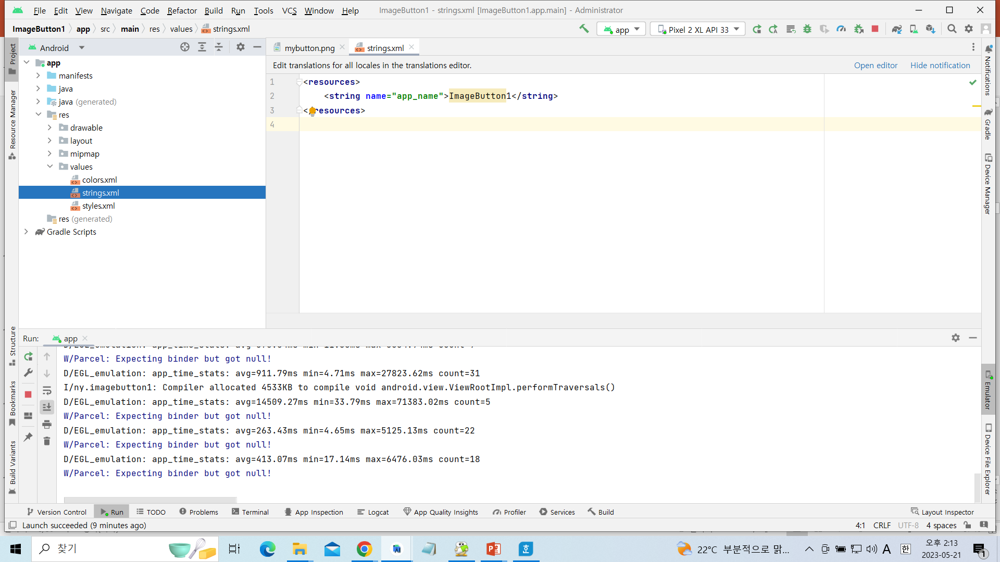 File Edit View Navigate Code Refactor Build Run Tools VCS Window Help ImageButton1 - strings.xml [ImageButton1.app.main] - Administrator
ImageButton1 app src main res values strings.xml app Pixel 2 XL API 33
Project
Resource Manager
Structure
Bookmarks
Build Variants
Android
app
manifests
java
java (generated)
res
drawable
layout
mipmap
values
colors.xml
strings.xml
styles.xml
res (generated)
Gradle Scripts
mybutton.png strings.xml
Edit translations for all locales in the translations editor. Open editor Hide notification
1 <resources>
2 <string name="app_name">ImageButton1</string>
3 </resources>
4
Notifications
Gradle
Device Manager
Emulator
Device File Explorer
Run: app
W/Parcel: Expecting binder but got null!
D/EGL_emulation: app_time_stats: avg=911.79ms min=4.71ms max=27823.62ms count=31
I/ny.imagebutton1: Compiler allocated 4533KB to compile void android.view.ViewRootImpl.performTraversals()
D/EGL_emulation: app_time_stats: avg=14509.27ms min=33.79ms max=71383.02ms count=5
W/Parcel: Expecting binder but got null!
D/EGL_emulation: app_time_stats: avg=263.43ms min=4.65ms max=5125.13ms count=22
W/Parcel: Expecting binder but got null!
D/EGL_emulation: app_time_stats: avg=413.07ms min=17.14ms max=6476.03ms count=18
W/Parcel: Expecting binder but got null!
Version Control Run TODO Problems Terminal App Inspection Logcat App Quality Insights Profiler Services Build Layout Inspector
Launch succeeded (9 minutes ago) 4:1 CRLF UTF-8 4 spaces
찾기 22°C 부분적으로 맑... A 한 오후 2:13
2023-05-21 1